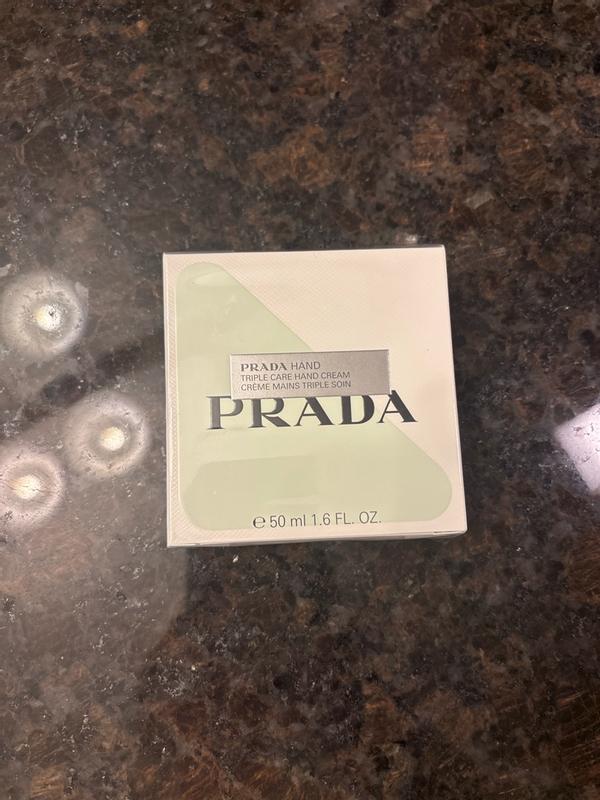 PRADA HAND
TRIPLE CARE HAND CREAM
CRÈME MAINS TRIPLE SOIN
PRADA
℮ 50 ml 1.6 FL. OZ.